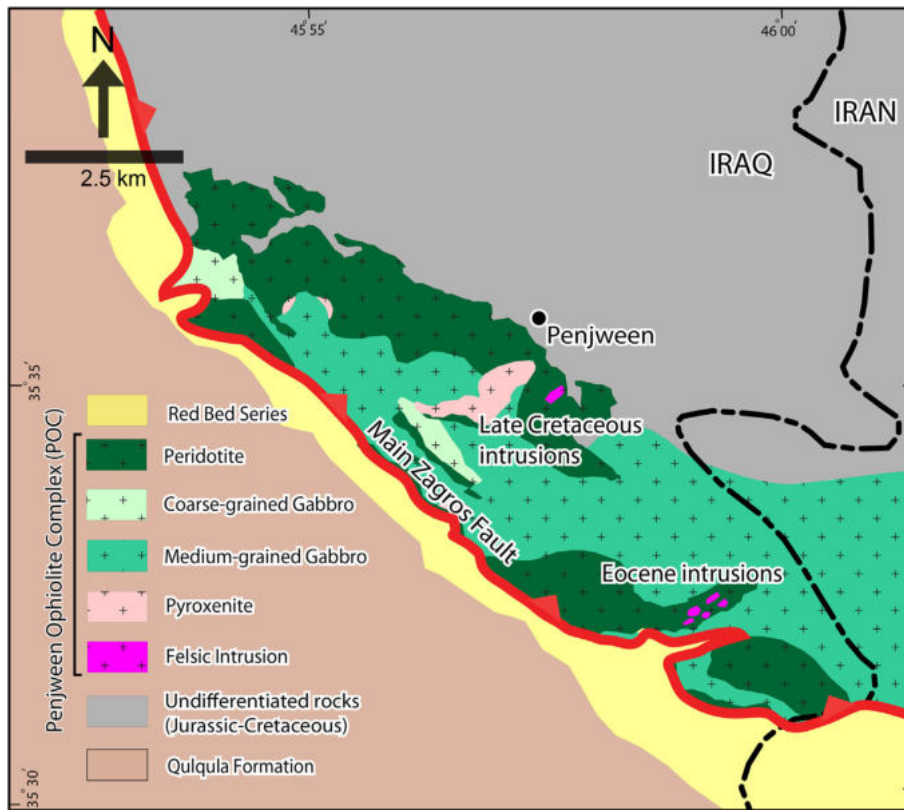 45°55´
46°00´
N
2.5 km
IRAN
IRAQ
Penjween
35°35´
Late Cretaceous
intrusions
Main Zagros Fault
Eocene intrusions
Penjween Ophiolite Complex (POC)
Red Bed Series
Peridotite
Coarse-grained Gabbro
Medium-grained Gabbro
Pyroxenite
Felsic Intrusion
Undifferentiated rocks
(Jurassic-Cretaceous)
Qulqula Formation
35°30´